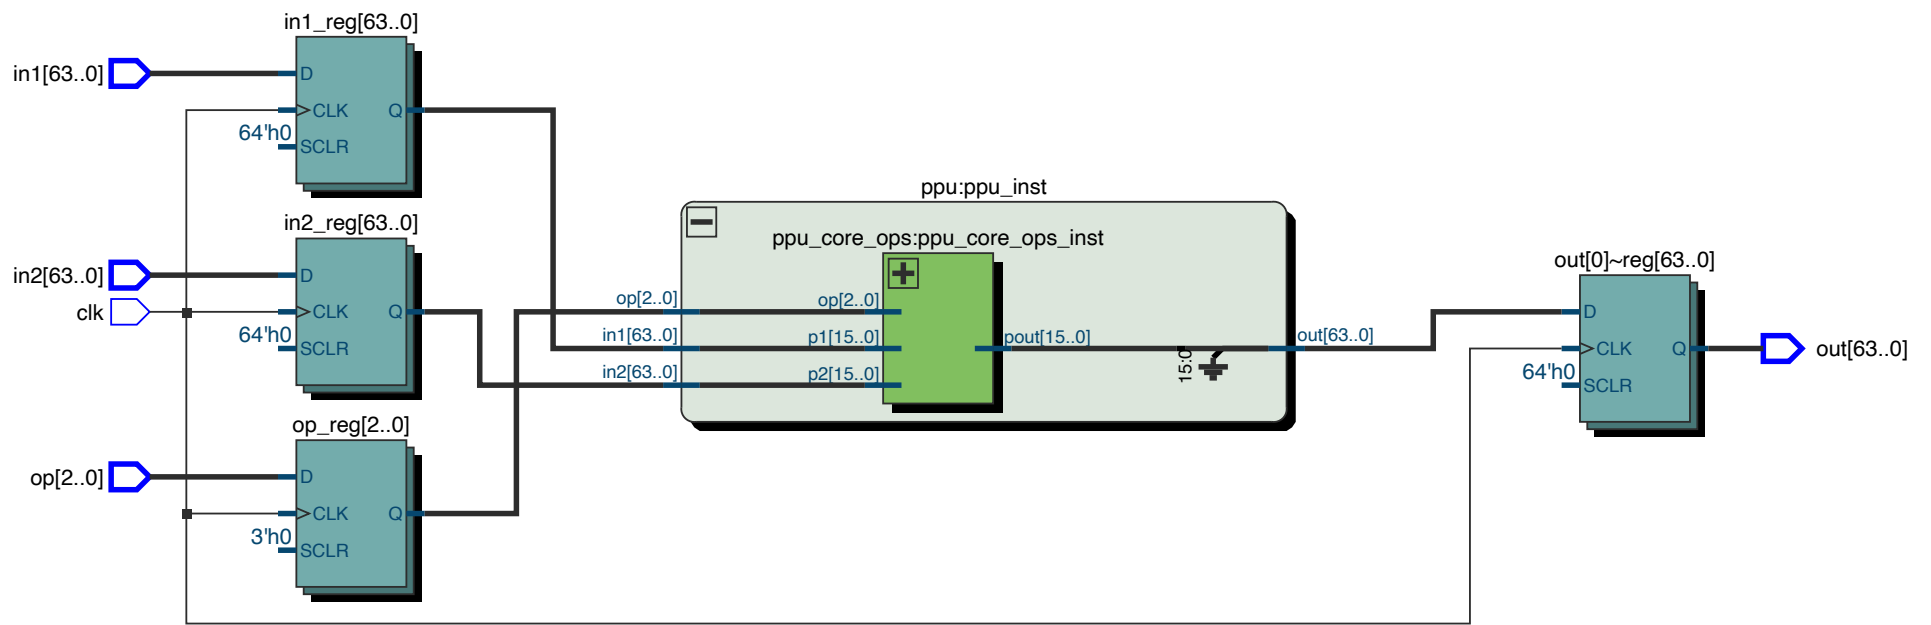 in1_reg[63..0]
in1[63..0]
D
CLK
Q
64'h0
SCLR
in2_reg[63..0]
in2[63..0]
D
clk
CLK
Q
64'h0
SCLR
op_reg[2..0]
op[2..0]
D
CLK
Q
3'h0
SCLR
ppu:ppu_inst
ppu_core_ops:ppu_core_ops_inst
op[2..0]
op[2..0]
in1[63..0]
p1[15..0]
pout[15..0]
in2[63..0]
p2[15..0]
15:0
out[63..0]
out[0]~reg[63..0]
D
CLK
Q
64'h0
SCLR
out[63..0]